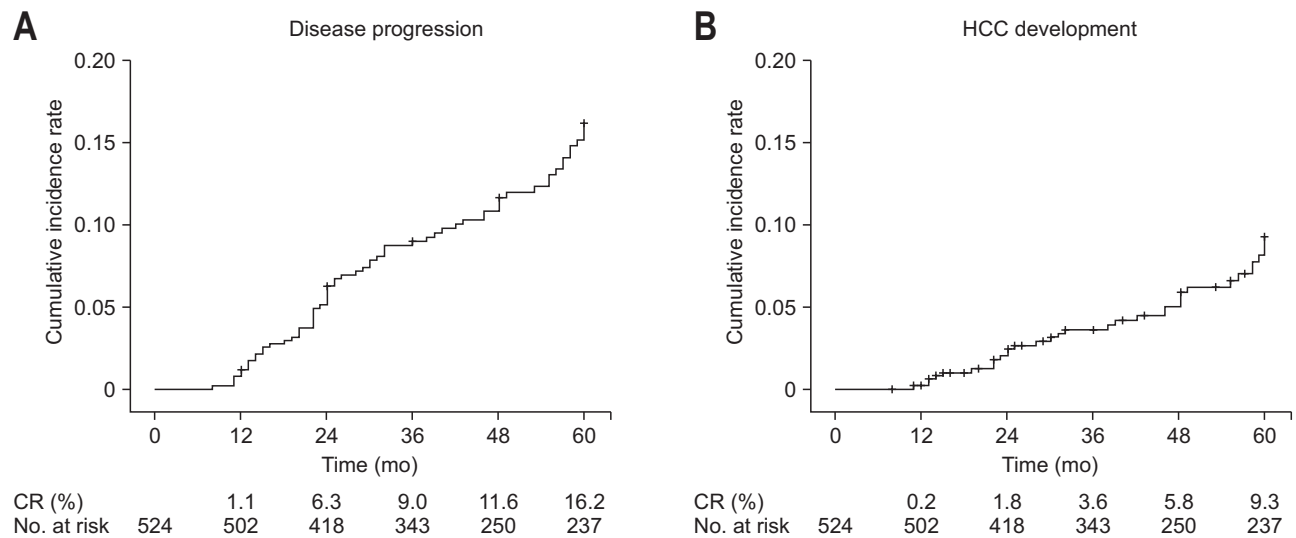 A
Disease progression
Cumulative incidence rate
0.20
0.15
0.10
0.05
0
0 12 24 36 48 60
Time (mo)
CR (%) 1.1 6.3 9.0 11.6 16.2
No. at risk 524 502 418 343 250 237
B
HCC development
Cumulative incidence rate
0.20
0.15
0.10
0.05
0
0 12 24 36 48 60
Time (mo)
CR (%) 0.2 1.8 3.6 5.8 9.3
No. at risk 524 502 418 343 250 237